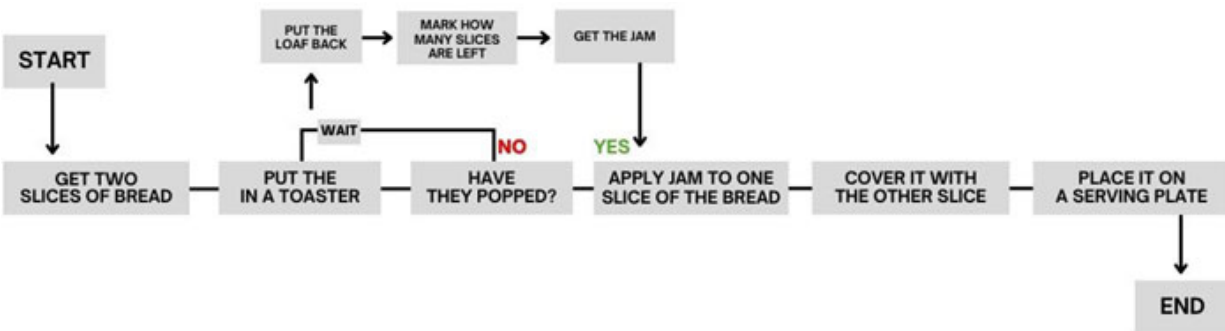 START
PUT THE
LOAF BACK
MARK HOW
MANY SLICES
ARE LEFT
GET THE JAM
WAIT
NO
YES
GET TWO
SLICES OF BREAD
PUT THE
IN A TOASTER
HAVE
THEY POPPED?
APPLY JAM TO ONE
SLICE OF THE BREAD
COVER IT WITH
THE OTHER SLICE
PLACE IT ON
A SERVING PLATE
END